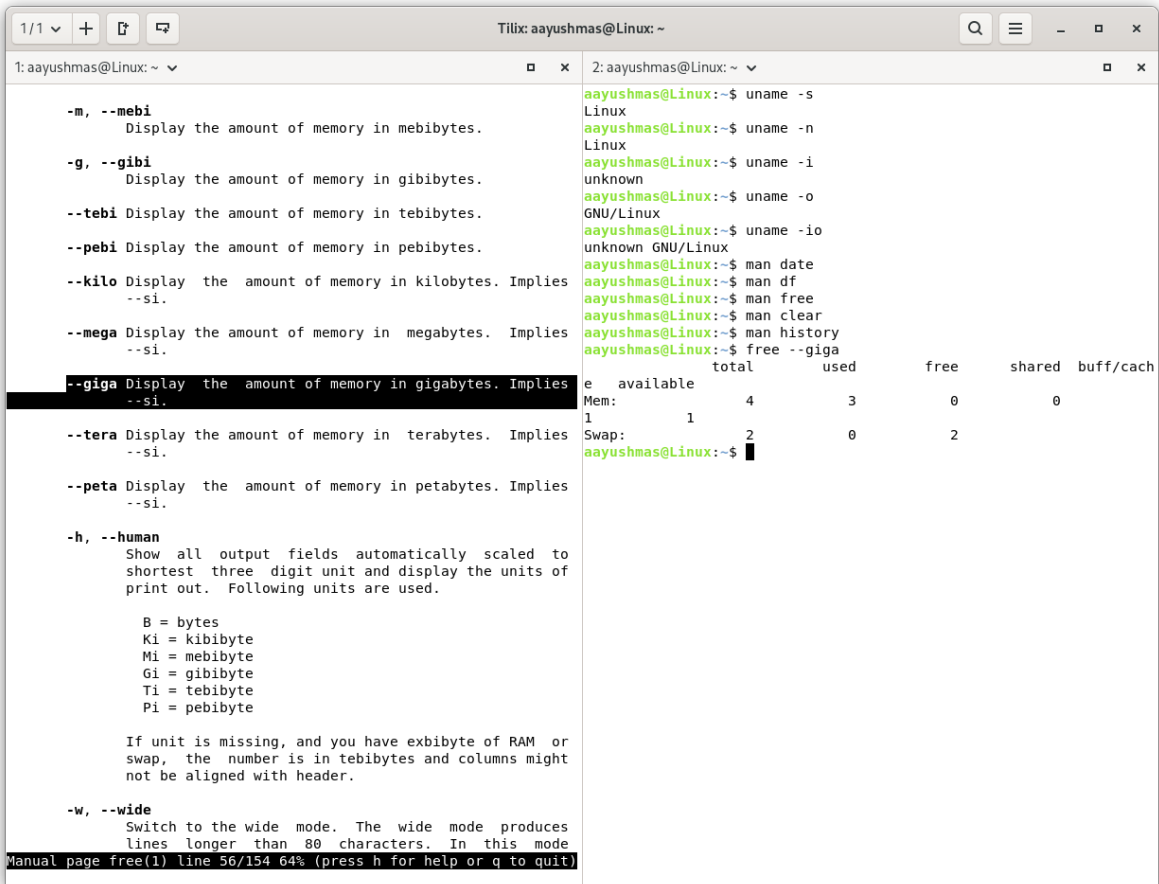 1 / 1
Tilix: aayushmas@Linux: ~
1: aayushmas@Linux: ~
-m, --mebi
Display the amount of memory in mebibytes.
-g, --gibi
Display the amount of memory in gibibytes.
--tebi Display the amount of memory in tebibytes.
--pebi Display the amount of memory in pebibytes.
--kilo Display  the  amount of memory in kilobytes. Implies
--si.
--mega Display the amount of memory in  megabytes.  Implies
--si.
--giga Display  the  amount of memory in gigabytes. Implies
--si.
--tera Display the amount of memory in  terabytes.  Implies
--si.
--peta Display  the  amount of memory in petabytes. Implies
--si.
-h, --human
Show  all  output  fields  automatically  scaled  to
shortest  three  digit unit and display the units of
print out.  Following units are used.
B = bytes
Ki = kibibyte
Mi = mebibyte
Gi = gibibyte
Ti = tebibyte
Pi = pebibyte
If unit is missing, and you have exbibyte of RAM  or
swap,  the  number is in tebibytes and columns might
not be aligned with header.
-w, --wide
Switch to the wide  mode.  The  wide  mode  produces
lines  longer  than  80  characters.  In  this  mode
Manual page free(1) line 56/154 64% (press h for help or q to quit)
2: aayushmas@Linux: ~
aayushmas@Linux:~$ uname -s
Linux
aayushmas@Linux:~$ uname -n
Linux
aayushmas@Linux:~$ uname -i
unknown
aayushmas@Linux:~$ uname -o
GNU/Linux
aayushmas@Linux:~$ uname -io
unknown GNU/Linux
aayushmas@Linux:~$ man date
aayushmas@Linux:~$ man df
aayushmas@Linux:~$ man free
aayushmas@Linux:~$ man clear
aayushmas@Linux:~$ man history
aayushmas@Linux:~$ free --giga
total        used        free      shared  buff/cach
e   available
Mem:              4           3           0           0
1           1
Swap:             2           0           2
aayushmas@Linux:~$